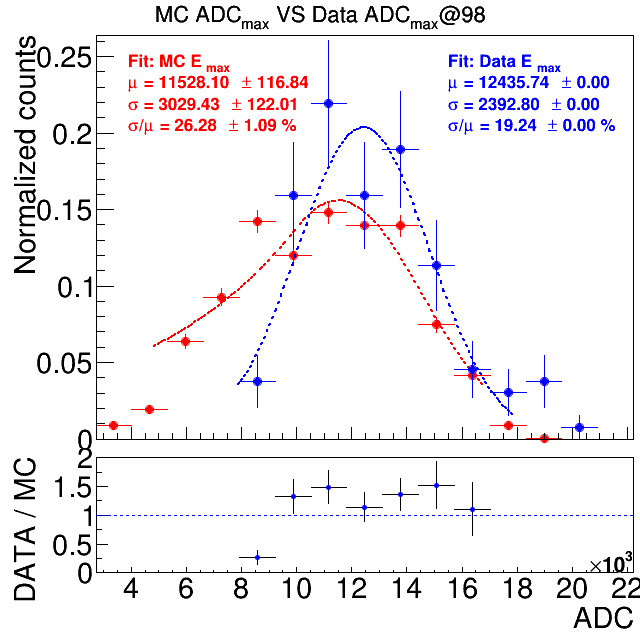 MC ADCmax VS Data ADCmax@98
Fit: MC E max
μ = 11528.10 ± 116.84
σ = 3029.43 ± 122.01
σ/μ = 26.28 ± 1.09 %
Fit: Data E max
μ = 12435.74 ± 0.00
σ = 2392.80 ± 0.00
σ/μ = 19.24 ± 0.00 %
Normalized counts
0.25
0.2
0.15
0.1
0.05
0
DATA / MC
2
1.5
1
0.5
0
×10³
4 6 8 10 12 14 16 18 20 22
ADC